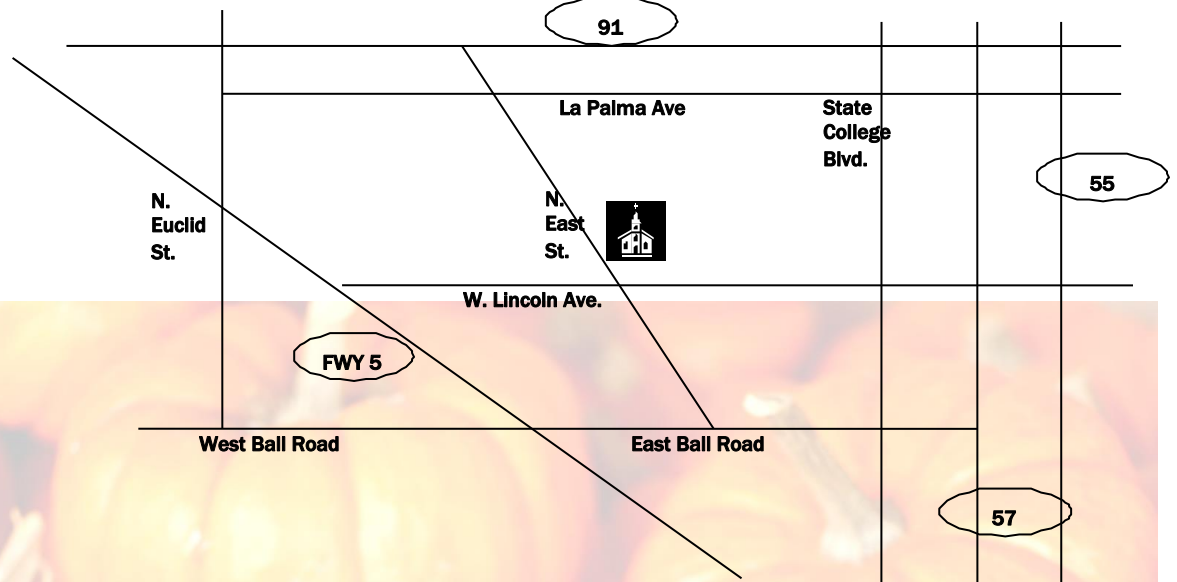 91
La Palma Ave
State
College
Blvd.
55
N.
Euclid
St.
N.
East
St.
W. Lincoln Ave.
FWY 5
West Ball Road
East Ball Road
57